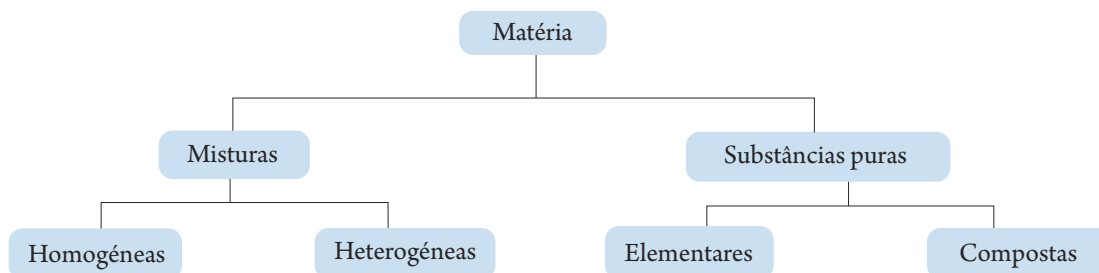 Matéria
Misturas
Substâncias puras
Homogéneas
Heterogéneas
Elementares
Compostas